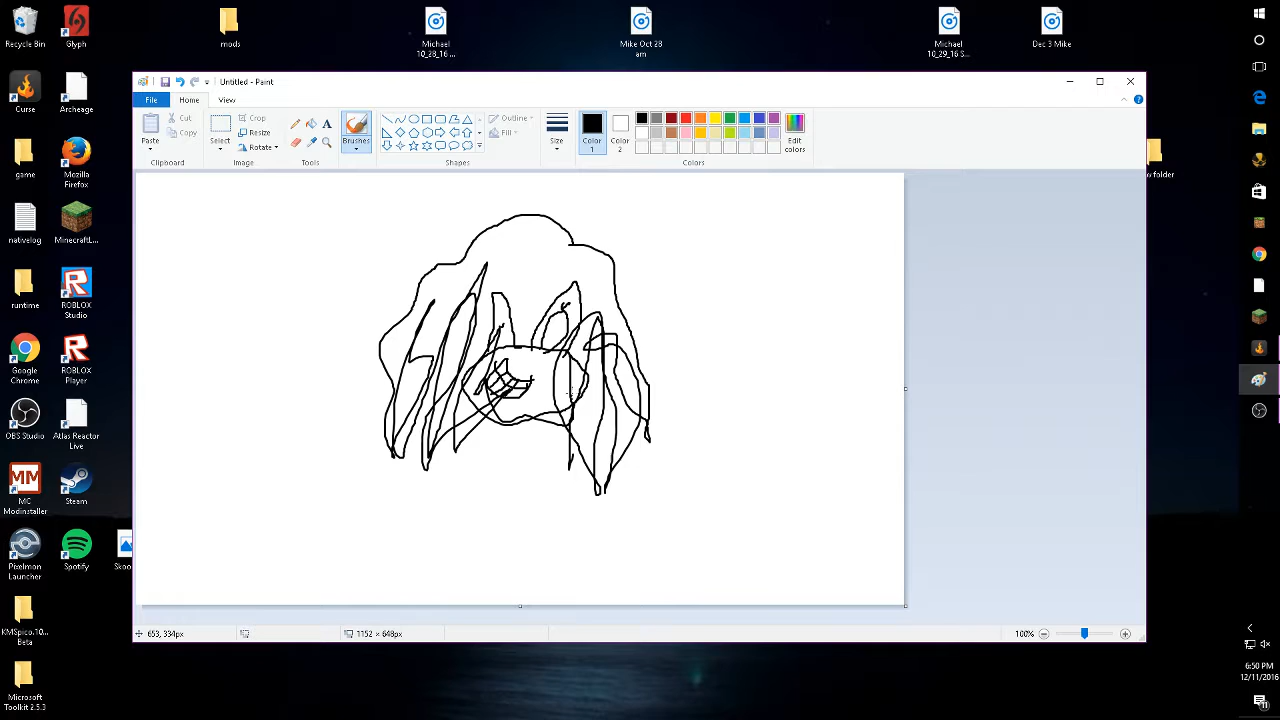 Recycle Bin
Glyph
mods
Michael
10_28_16 ...
Mike Oct 28
am
Michael
10_29_16 S...
Dec 3 Mike
Untitled - Paint
File
Home
View
Paste
Cut
Copy
Clipboard
Select
Crop
Resize
Rotate
Image
A
Tools
Brushes
Outline
Fill
Shapes
Size
Color
1
Color
2
Edit
colors
Colors
Curse
Archeage
game
Mozilla
Firefox
nativelog
MinecraftL...
runtime
ROBLOX
Studio
Google
Chrome
ROBLOX
Player
OBS Studio
Atlas Reactor
Live
MM
MC
Modinstaller
Steam
Pixelmon
Launcher
Spotify
Skoo
KMSpico.10...
Beta
Microsoft
Toolkit 2.5.3
653, 334px
1152 × 648px
100%
6:50 PM
12/11/2016